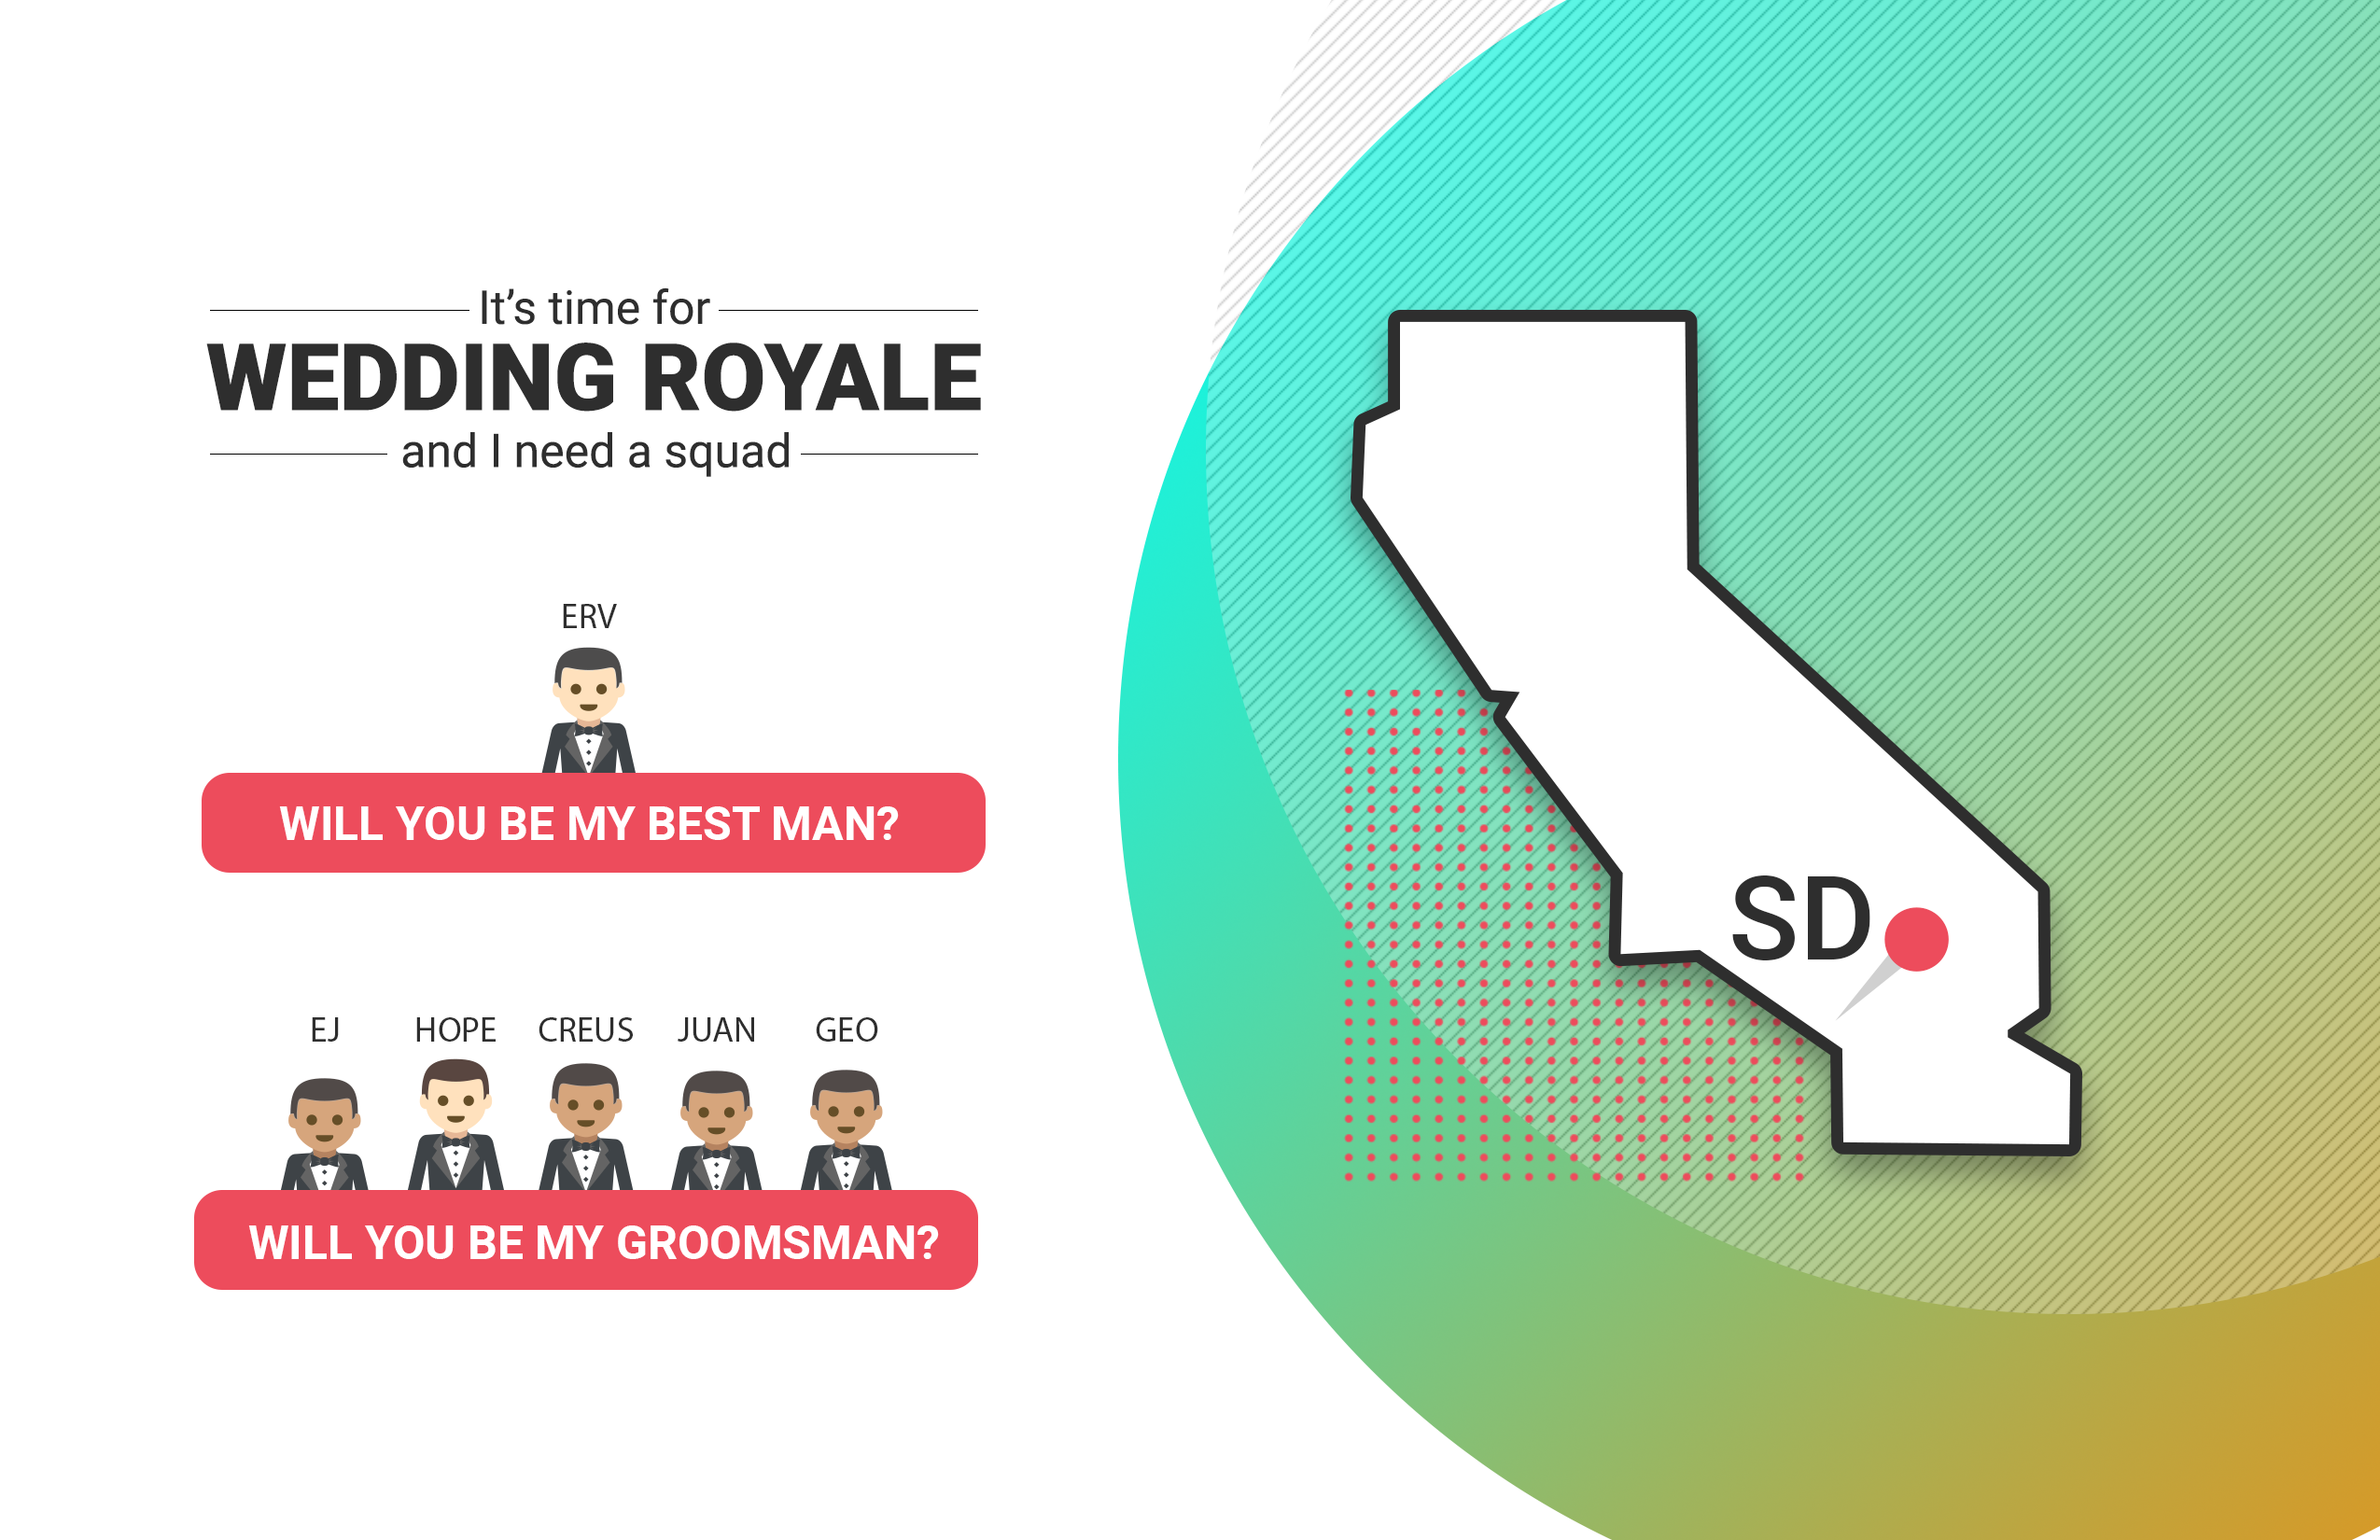 It’s time for
WEDDING ROYALE
and I need a squad
ERV
WILL YOU BE MY BEST MAN?
EJ HOPE CREUS JUAN GEO
WILL YOU BE MY GROOMSMAN?
SD